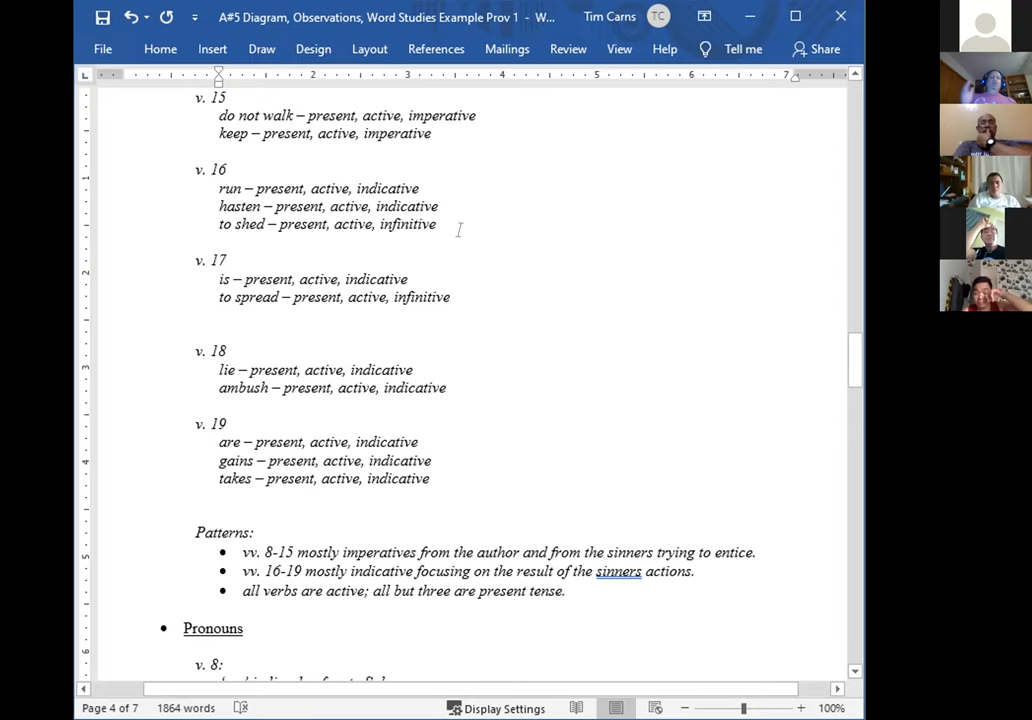 A#5 Diagram, Observations, Word Studies Example Prov 1 - W...
Tim Carns
TC
File Home Insert Draw Design Layout References Mailings Review View Help Tell me Share
L
2 3 4 5 6 7
v. 15
do not walk – present, active, imperative
keep – present, active, imperative
v. 16
run – present, active, indicative
hasten – present, active, indicative
to shed – present, active, infinitive
v. 17
is – present, active, indicative
to spread – present, active, infinitive
v. 18
lie – present, active, indicative
ambush – present, active, indicative
v. 19
are – present, active, indicative
gains – present, active, indicative
takes – present, active, indicative
Patterns:
• vv. 8-15 mostly imperatives from the author and from the sinners trying to entice.
• vv. 16-19 mostly indicative focusing on the result of the sinners actions.
• all verbs are active; all but three are present tense.
• Pronouns
v. 8:
Page 4 of 7 1864 words Display Settings 100%